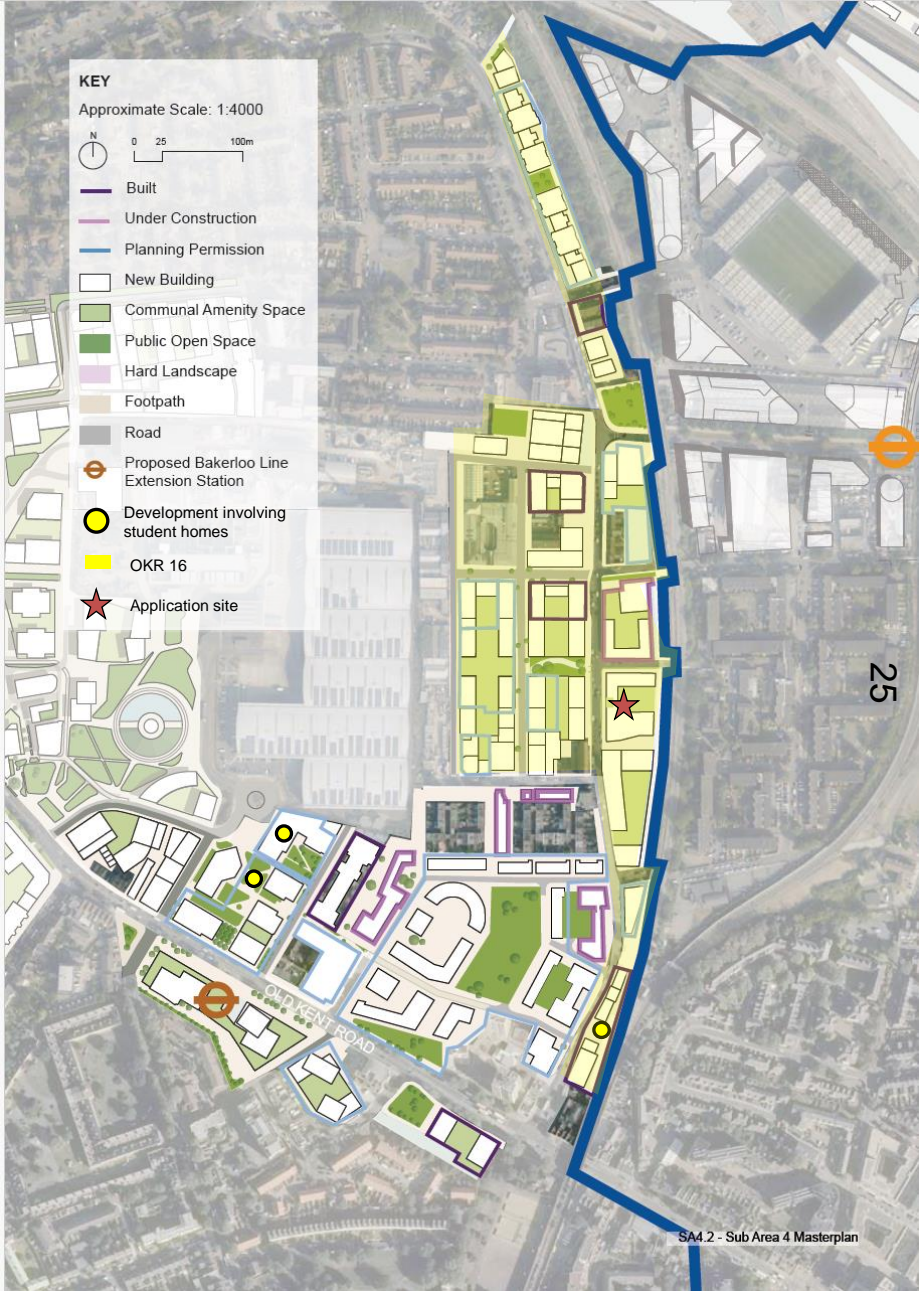 KEY
Approximate Scale: 1:4000
N
0 25 100m
Built
Under Construction
Planning Permission
New Building
Communal Amenity Space
Public Open Space
Hard Landscape
Footpath
Road
Proposed Bakerloo Line
Extension Station
Development involving
student homes
OKR 16
Application site
25
OLD KENT ROAD
SA4.2 - Sub Area 4 Masterplan